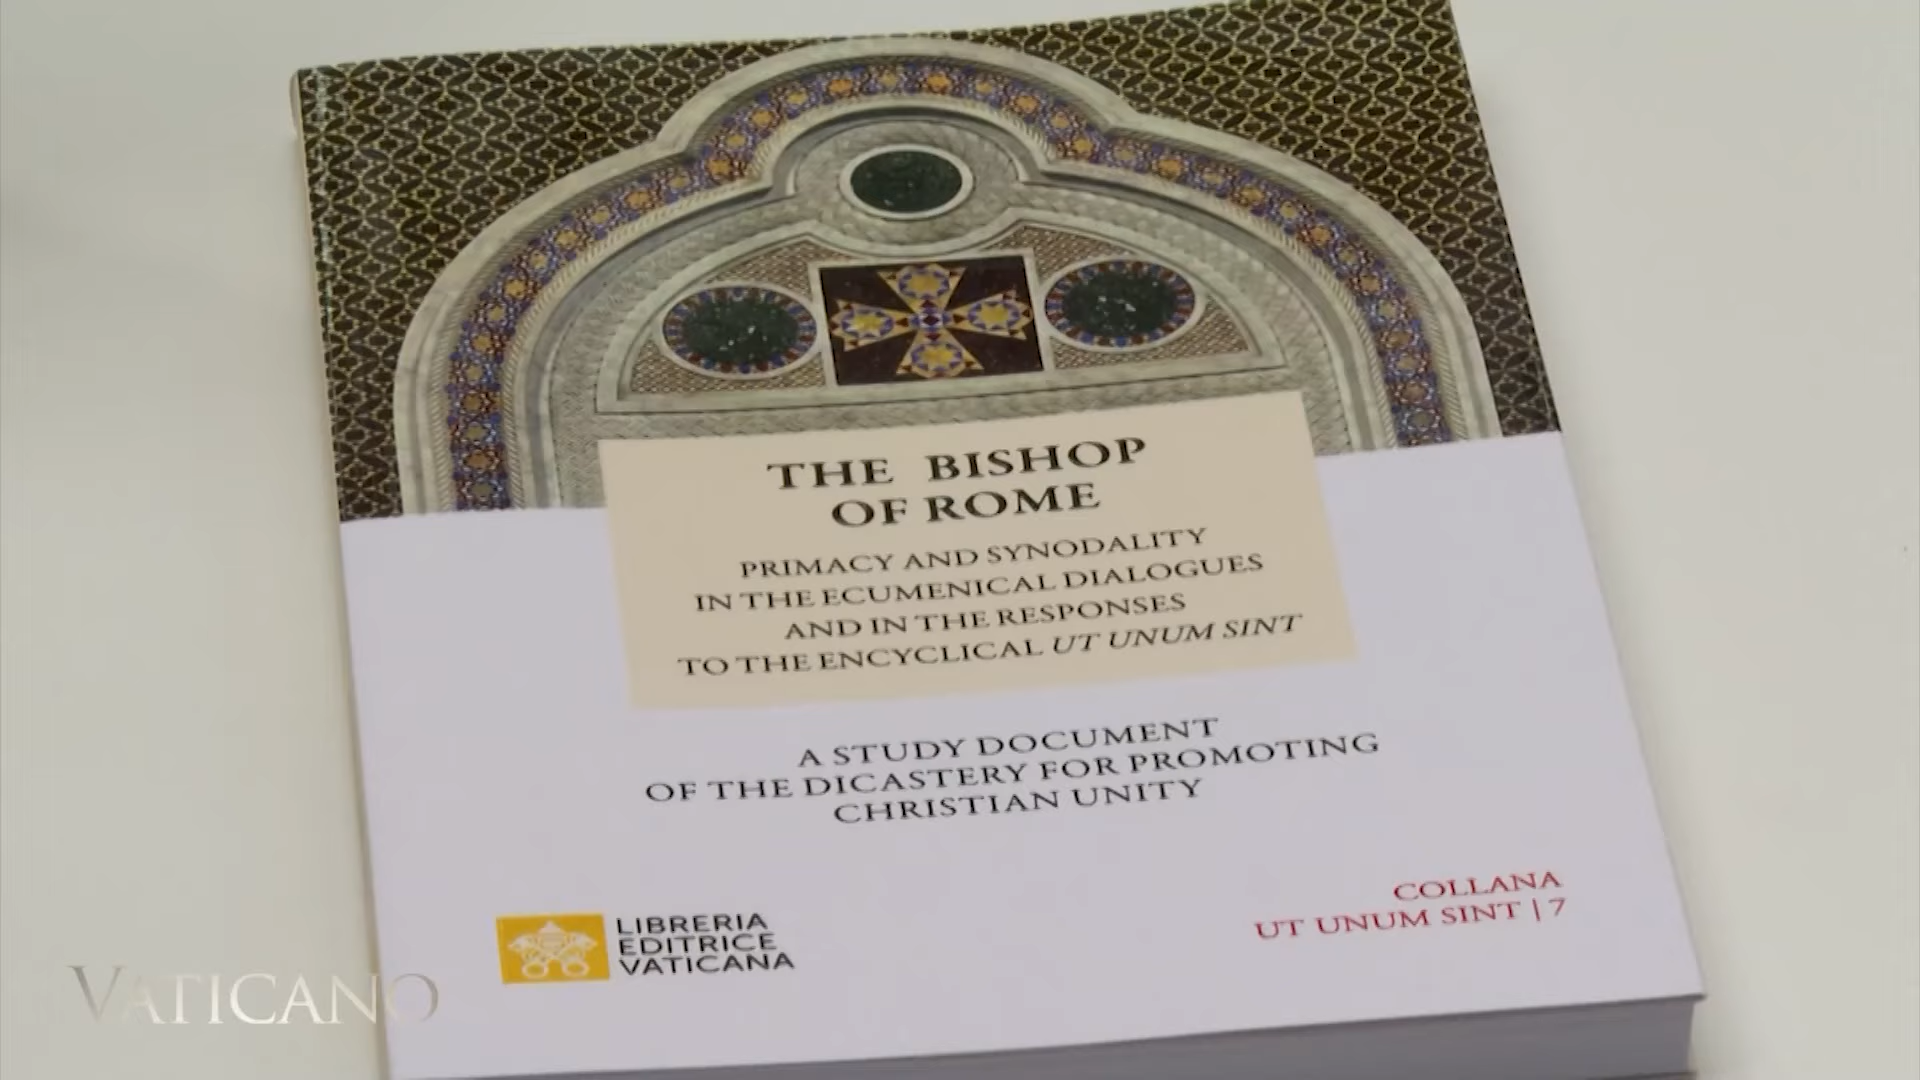 THE BISHOP
OF ROME
PRIMACY AND SYNODALITY
IN THE ECUMENICAL DIALOGUES
AND IN THE RESPONSES
TO THE ENCYCLICAL UT UNUM SINT
A STUDY DOCUMENT
OF THE DICASTERY FOR PROMOTING
CHRISTIAN UNITY
COLLANA
UT UNUM SINT | 7
LIBRERIA
EDITRICE
VATICANA
VATICANO